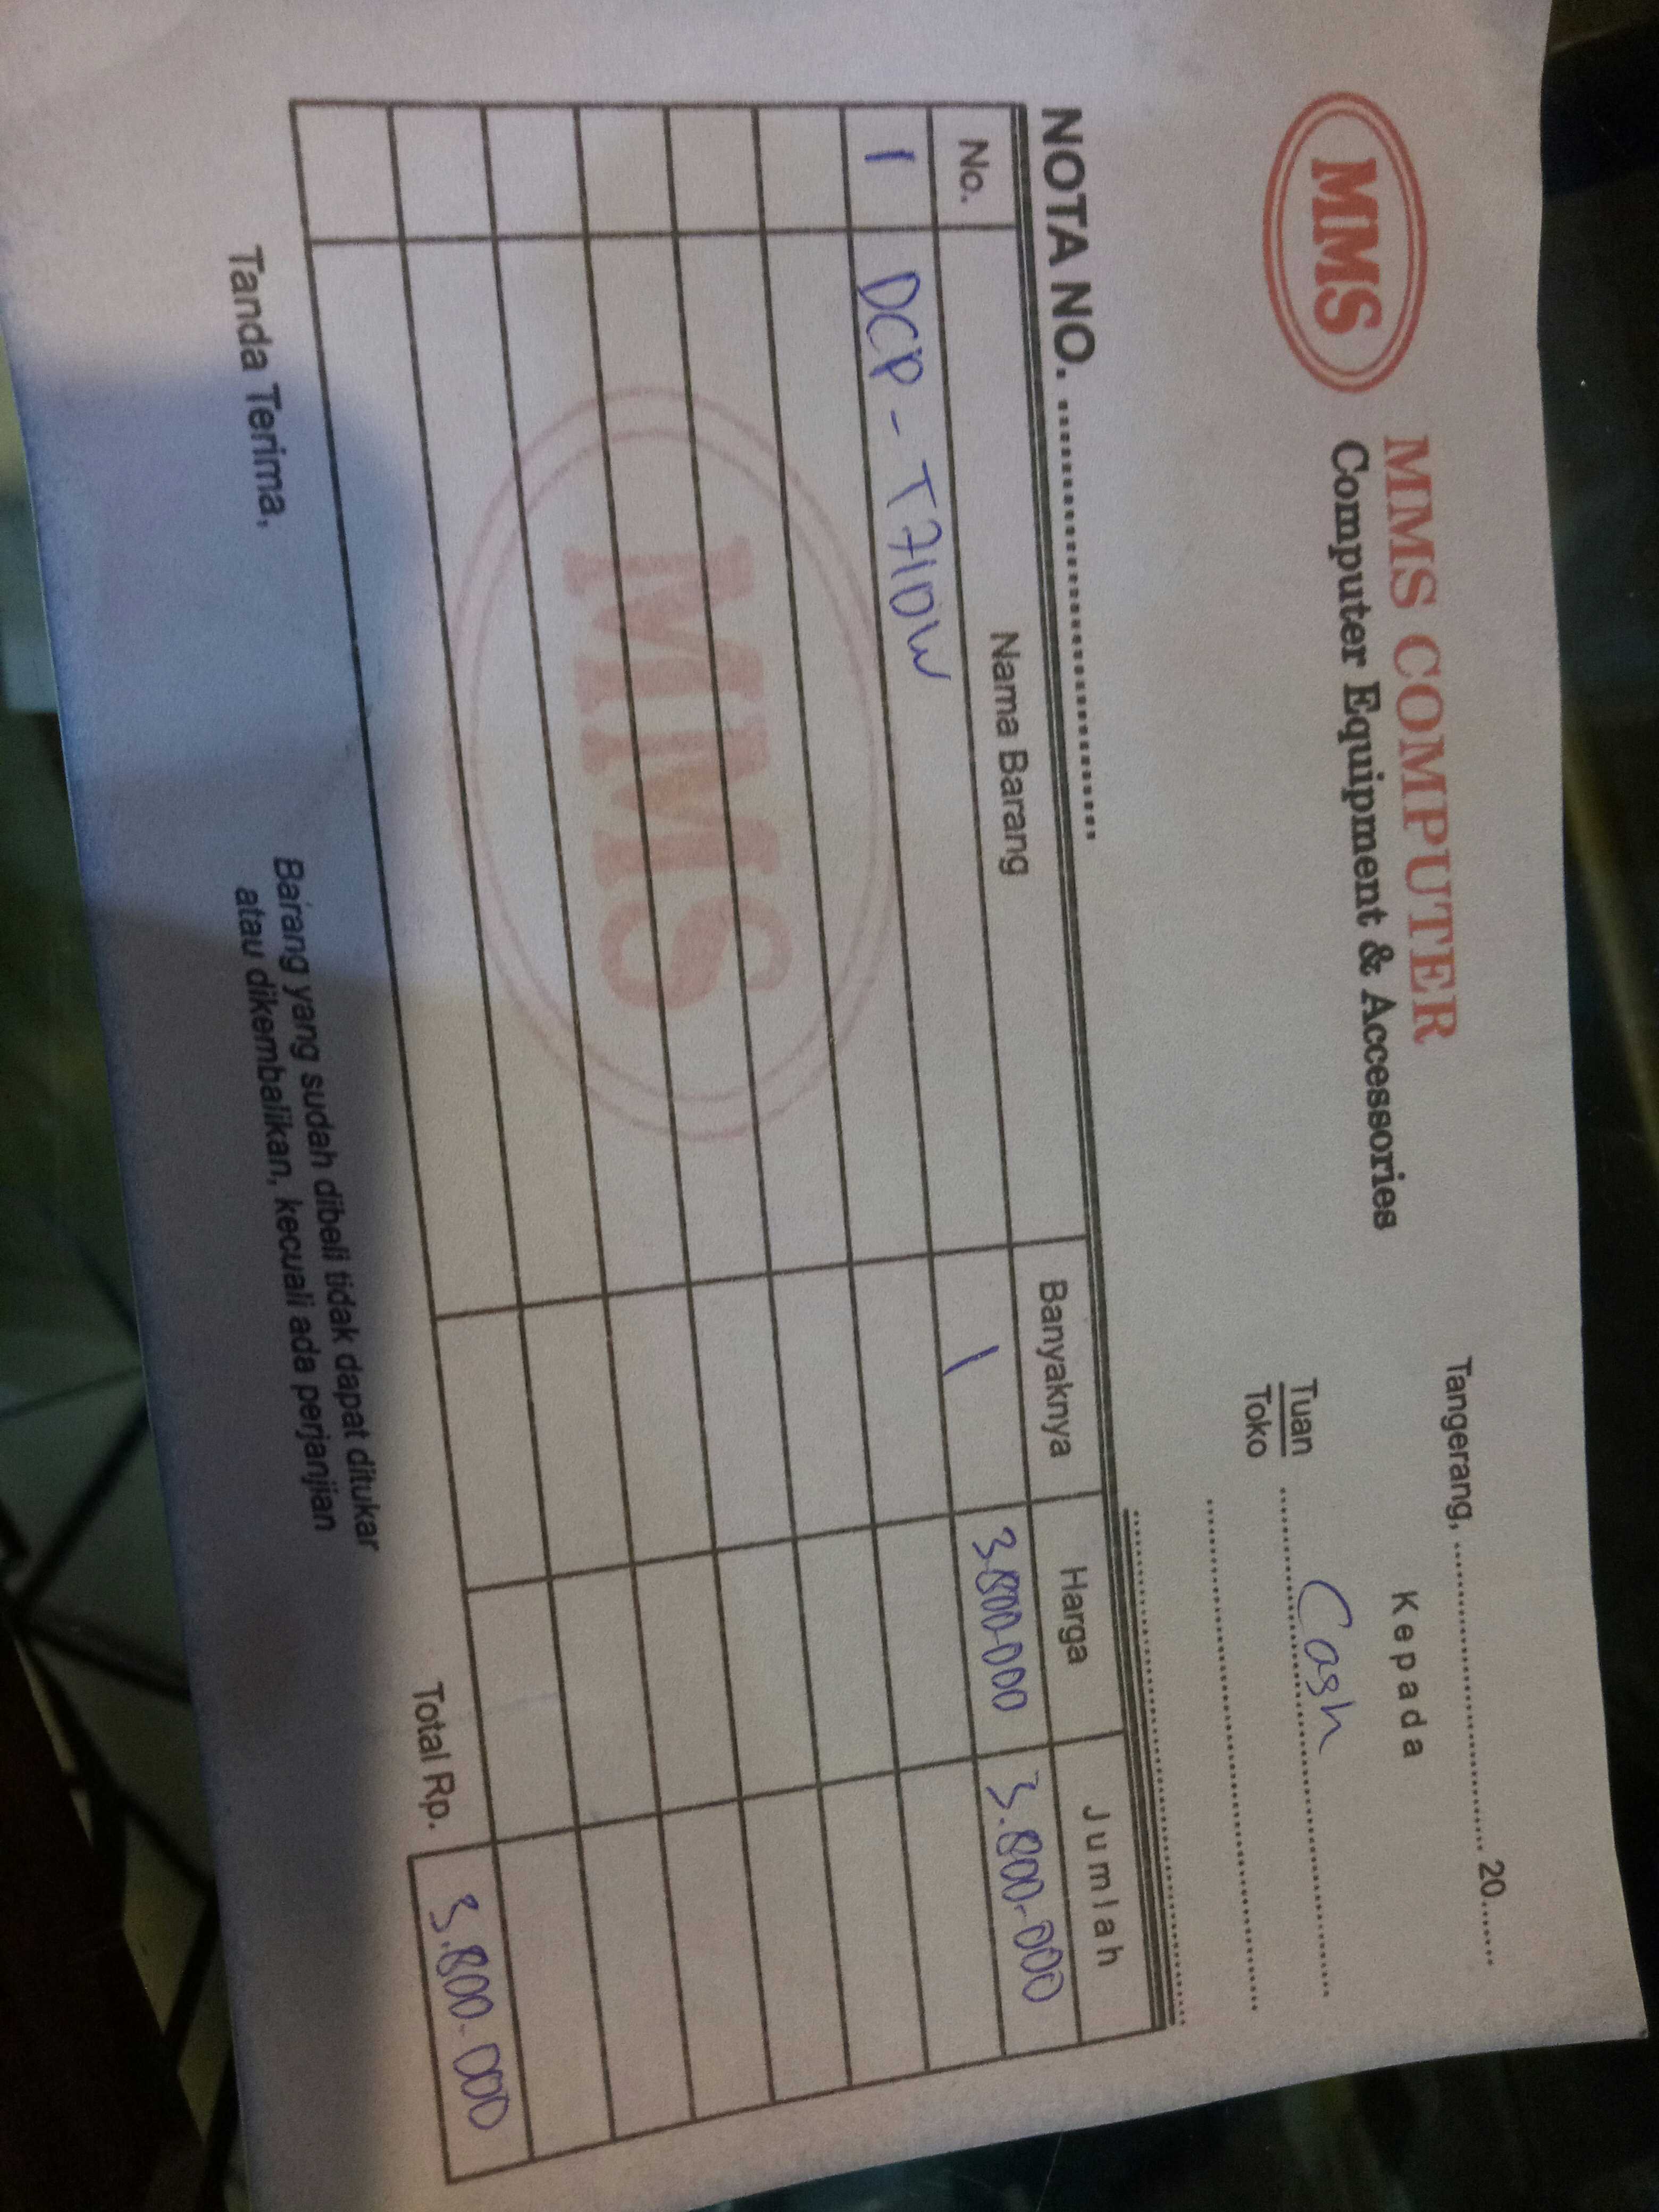 MMS
MMS COMPUTER
Computer Equipment & Accessories
Tangerang, ........................... 20.......
Kepada
Tuan
Toko
Cash
NOTA NO. ...........................
No. Nama Barang Banyaknya Harga Jumlah
1 DCP - T710W 1 3.800.000 3.800.000
MMS
Total Rp. 3.800.000
Tanda Terima,
Barang yang sudah dibeli tidak dapat ditukar
atau dikembalikan, kecuali ada perjanjian